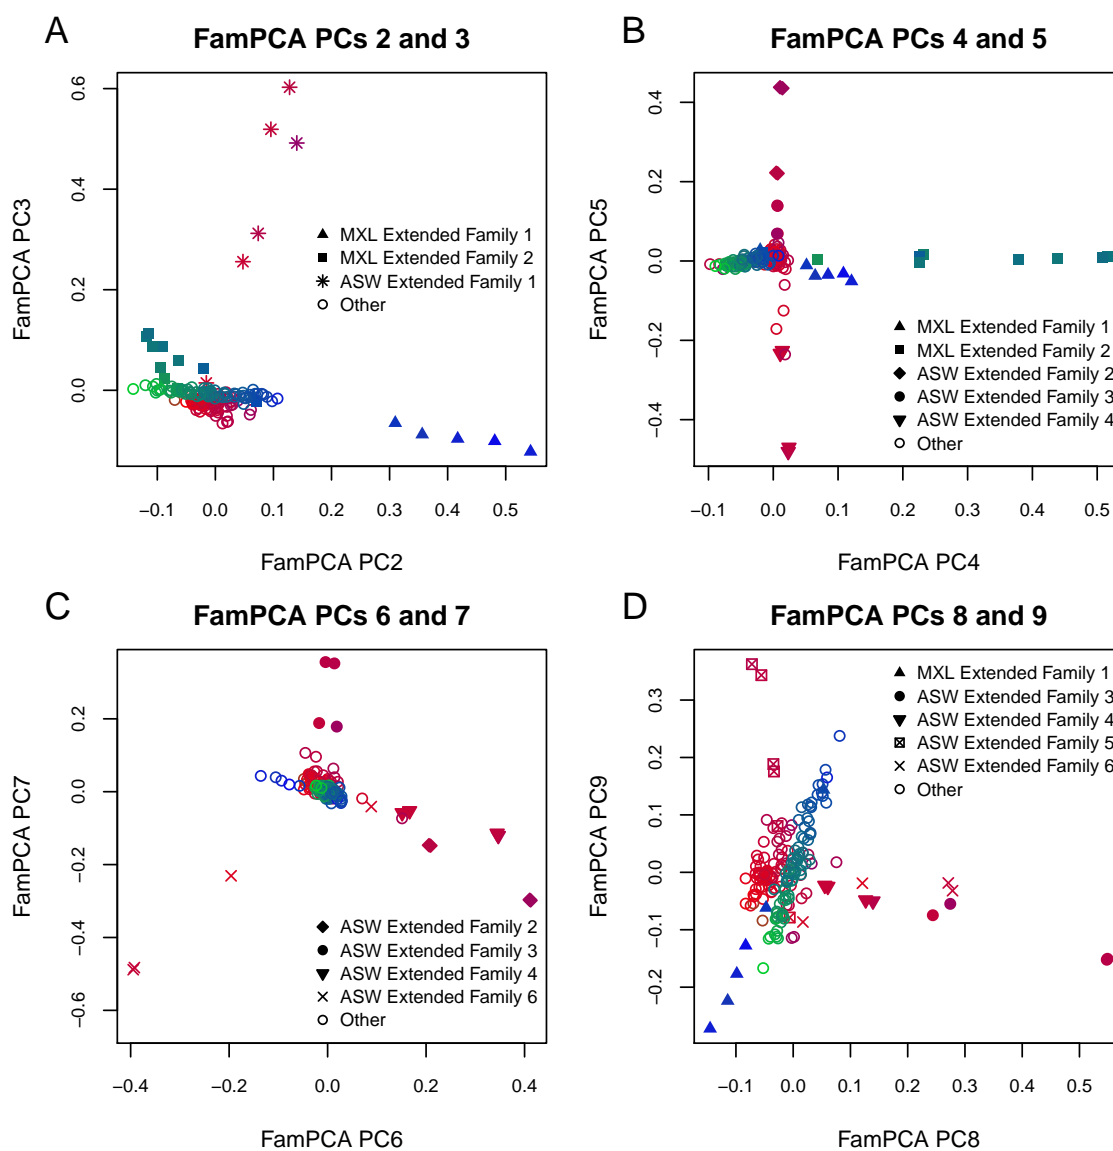 A
FamPCA PCs 2 and 3
FamPCA PC3
0.6
0.4
0.2
0.0
−0.1
0.0
0.1
0.2
0.3
0.4
0.5
FamPCA PC2
MXL Extended Family 1
MXL Extended Family 2
ASW Extended Family 1
Other
B
FamPCA PCs 4 and 5
FamPCA PC5
0.4
0.2
0.0
−0.2
−0.4
−0.1
0.0
0.1
0.2
0.3
0.4
0.5
FamPCA PC4
MXL Extended Family 1
MXL Extended Family 2
ASW Extended Family 2
ASW Extended Family 3
ASW Extended Family 4
Other
C
FamPCA PCs 6 and 7
FamPCA PC7
0.2
0.0
−0.2
−0.4
−0.6
−0.4
−0.2
0.0
0.2
0.4
FamPCA PC6
ASW Extended Family 2
ASW Extended Family 3
ASW Extended Family 4
ASW Extended Family 6
Other
D
FamPCA PCs 8 and 9
FamPCA PC9
0.3
0.2
0.1
0.0
−0.1
−0.2
−0.1
0.0
0.1
0.2
0.3
0.4
0.5
FamPCA PC8
MXL Extended Family 1
ASW Extended Family 3
ASW Extended Family 4
ASW Extended Family 5
ASW Extended Family 6
Other